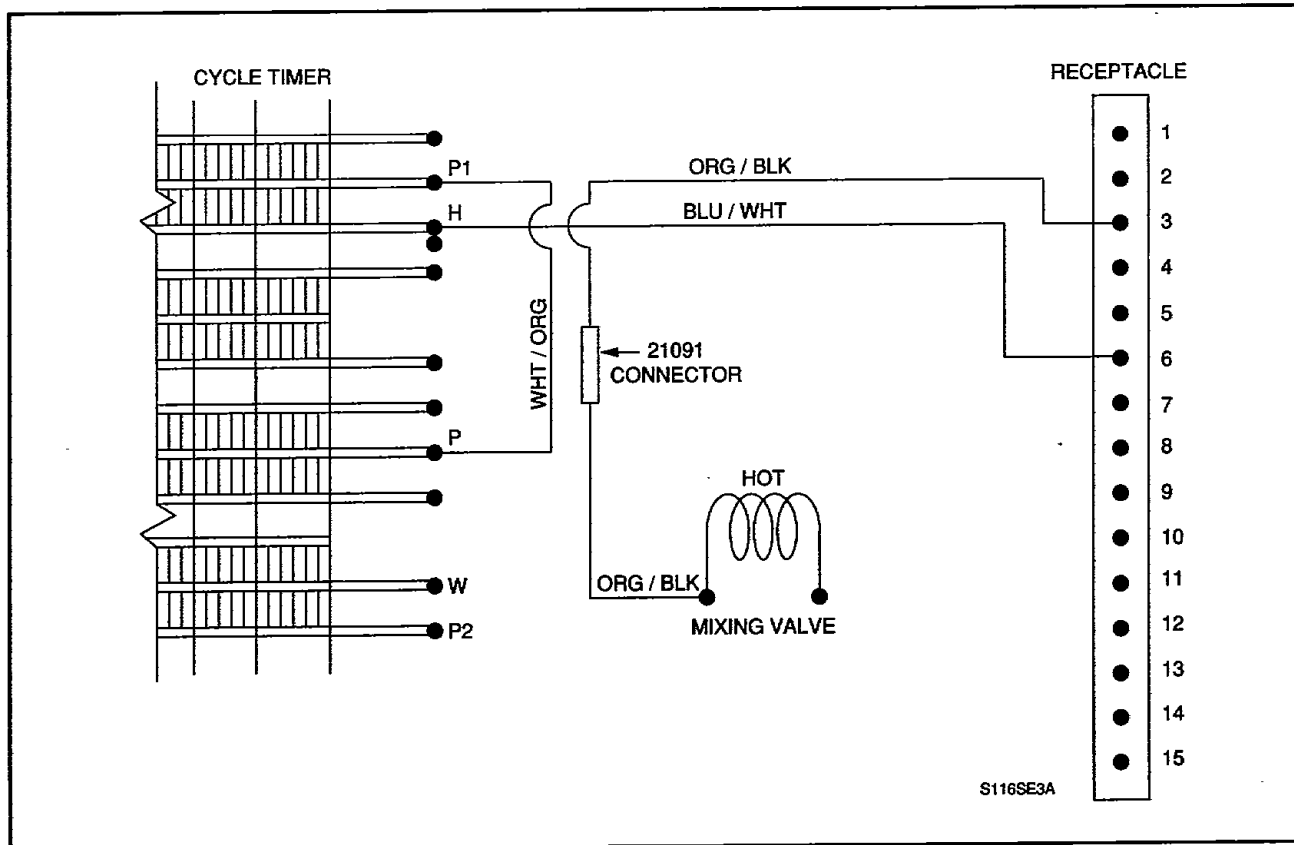 CYCLE TIMER
RECEPTACLE
P1
H
P
W
P2
WHT / ORG
ORG / BLK
BLU / WHT
21091
CONNECTOR
HOT
ORG / BLK
MIXING VALVE
1
2
3
4
5
6
7
8
9
10
11
12
13
14
15
S116SE3A